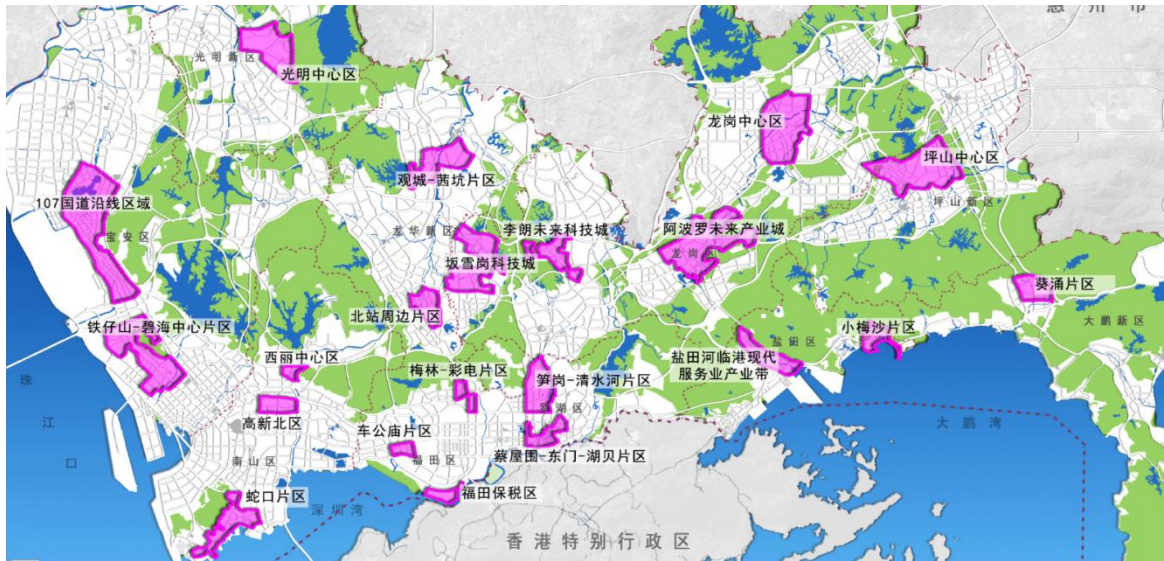 惠州市
光明新区
光明中心区
龙岗中心区
坪山中心区
观城-茜坑片区
坪山新区
107国道沿线区域
宝安区
龙华新区
李朗未来科技城
阿波罗未来产业城
龙岗区
坂雪岗科技城
葵涌片区
北站周边片区
大鹏新区
铁仔山-碧海中心片区
小梅沙片区
盐田区
西丽中心区
盐田河临港现代
服务业产业带
梅林-彩电片区
笋岗-清水河片区
罗湖区
珠江口
大鹏湾
高新北区
车公庙片区
南山区
福田区
蔡屋围-东门-湖贝片区
蛇口片区
福田保税区
深圳湾
香港特别行政区